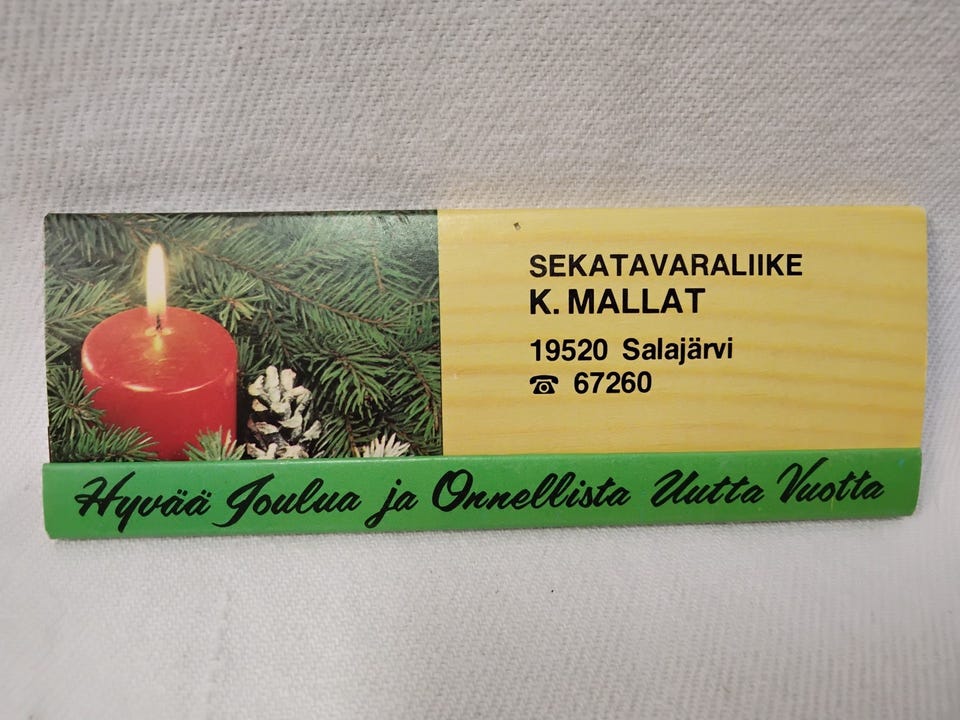 SEKATAVARALIIKE
K. MALLAT
19520 Salajärvi
☎ 67260
Hyvää Joulua ja Onnellista Uutta Vuotta